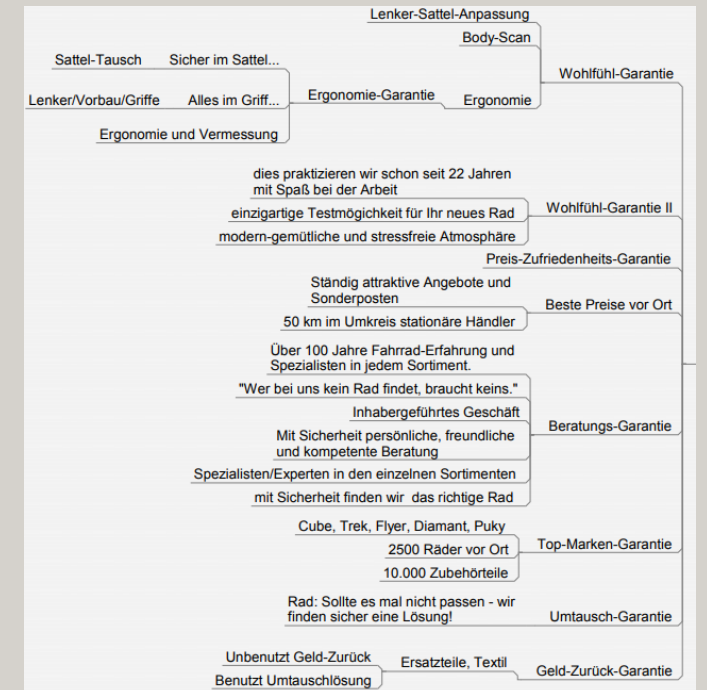 Lenker-Sattel-Anpassung
Body-Scan
Wohlfühl-Garantie
Sattel-Tausch
Sicher im Sattel...
Lenker/Vorbau/Griffe
Alles im Griff...
Ergonomie-Garantie
Ergonomie
Ergonomie und Vermessung
dies praktizieren wir schon seit 22 Jahren
mit Spaß bei der Arbeit
einzigartige Testmögichkeit für Ihr neues Rad
Wohlfühl-Garantie II
modern-gemütliche und stressfreie Atmosphäre
Preis-Zufriedenheits-Garantie
Ständig attraktive Angebote und
Sonderposten
Beste Preise vor Ort
50 km im Umkreis stationäre Händler
Über 100 Jahre Fahrrad-Erfahrung und
Spezialisten in jedem Sortiment.
"Wer bei uns kein Rad findet, braucht keins."
Inhabergeführtes Geschäft
Beratungs-Garantie
Mit Sicherheit persönliche, freundliche
und kompetente Beratung
Spezialisten/Experten in den einzelnen Sortimenten
mit Sicherheit finden wir das richtige Rad
Cube, Trek, Flyer, Diamant, Puky
2500 Räder vor Ort
Top-Marken-Garantie
10.000 Zubehörteile
Rad: Sollte es mal nicht passen - wir
finden sicher eine Lösung!
Umtausch-Garantie
Unbenutzt Geld-Zurück
Ersatzteile, Textil
Geld-Zurück-Garantie
Benutzt Umtauschlösung